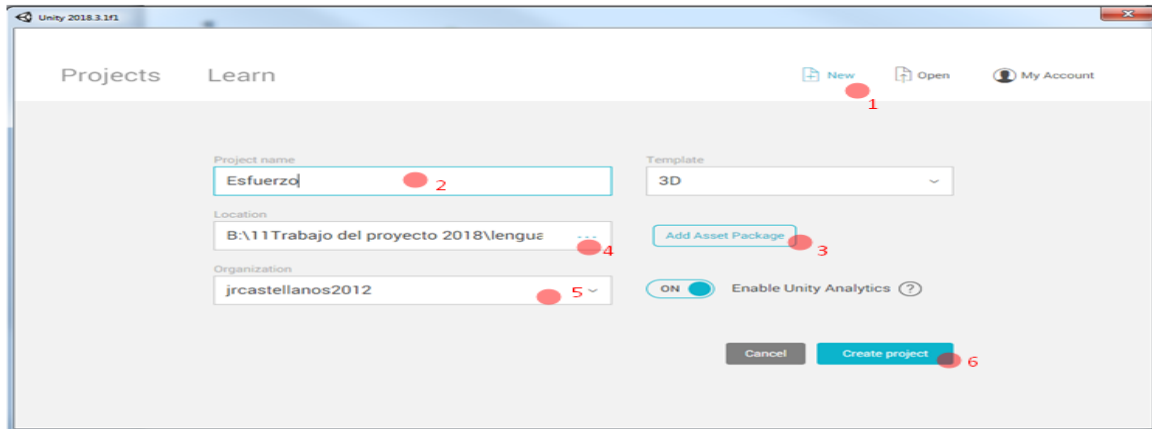 Unity 2018.3.1f1
Projects Learn New Open My Account
1
Project name Template
Esfuerzo 2 3D
Location
B:\11Trabajo del proyecto 2018\lengua ... 4 Add Asset Package 3
Organization
jrcastellanos2012 5 ON Enable Unity Analytics ?
Cancel Create project 6